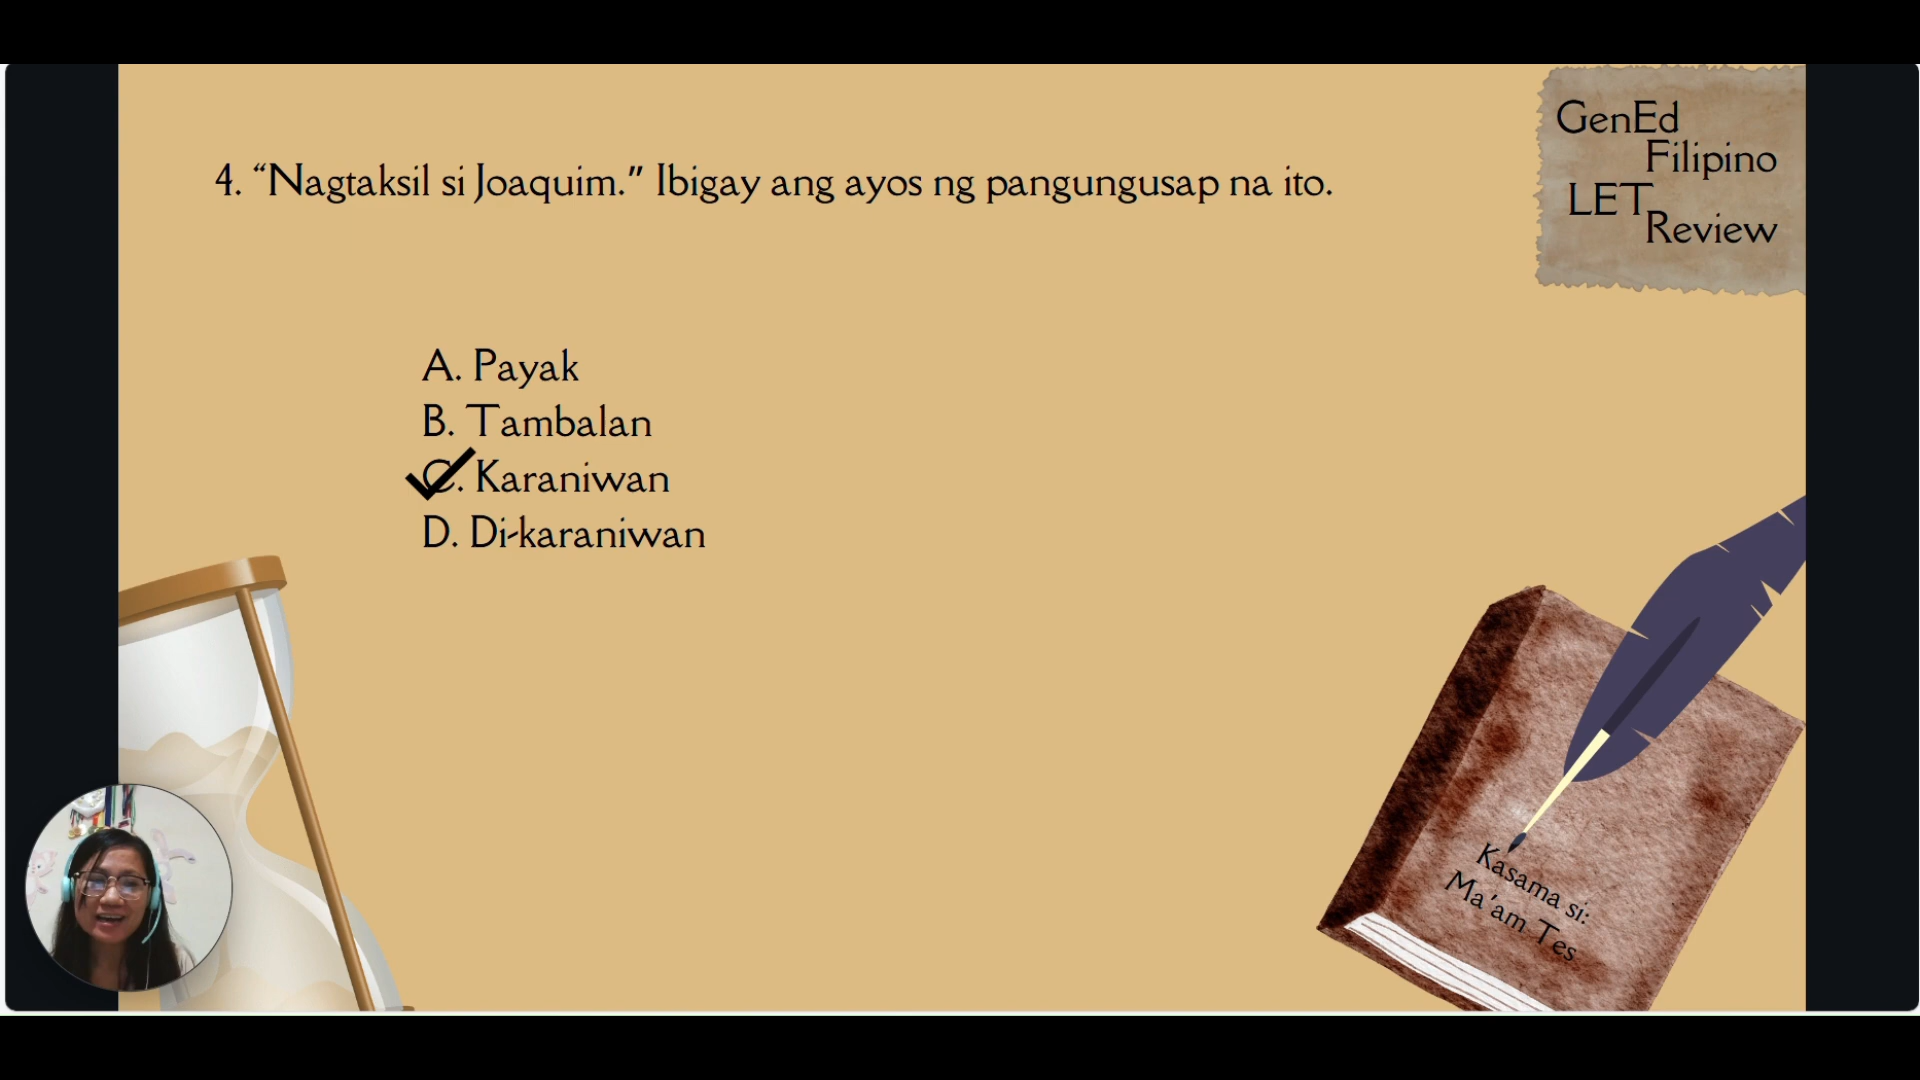 GenEd
Filipino
LET
Review
4. “Nagtaksil si Joaquim.” Ibigay ang ayos ng pangungusap na ito.
A. Payak
B. Tambalan
C. Karaniwan
D. Di-karaniwan
Kasama si:
Ma'am Tes